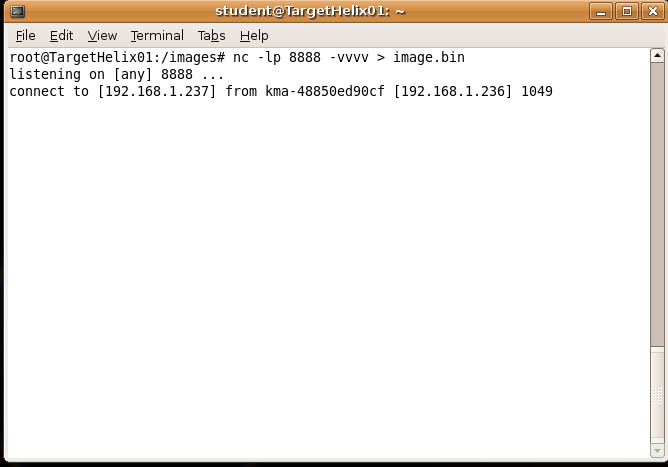 student@TargetHelix01: ~
File Edit View Terminal Tabs Help
root@TargetHelix01:/images# nc -lp 8888 -vvvv > image.bin
listening on [any] 8888 ...
connect to [192.168.1.237] from kma-48850ed90cf [192.168.1.236] 1049